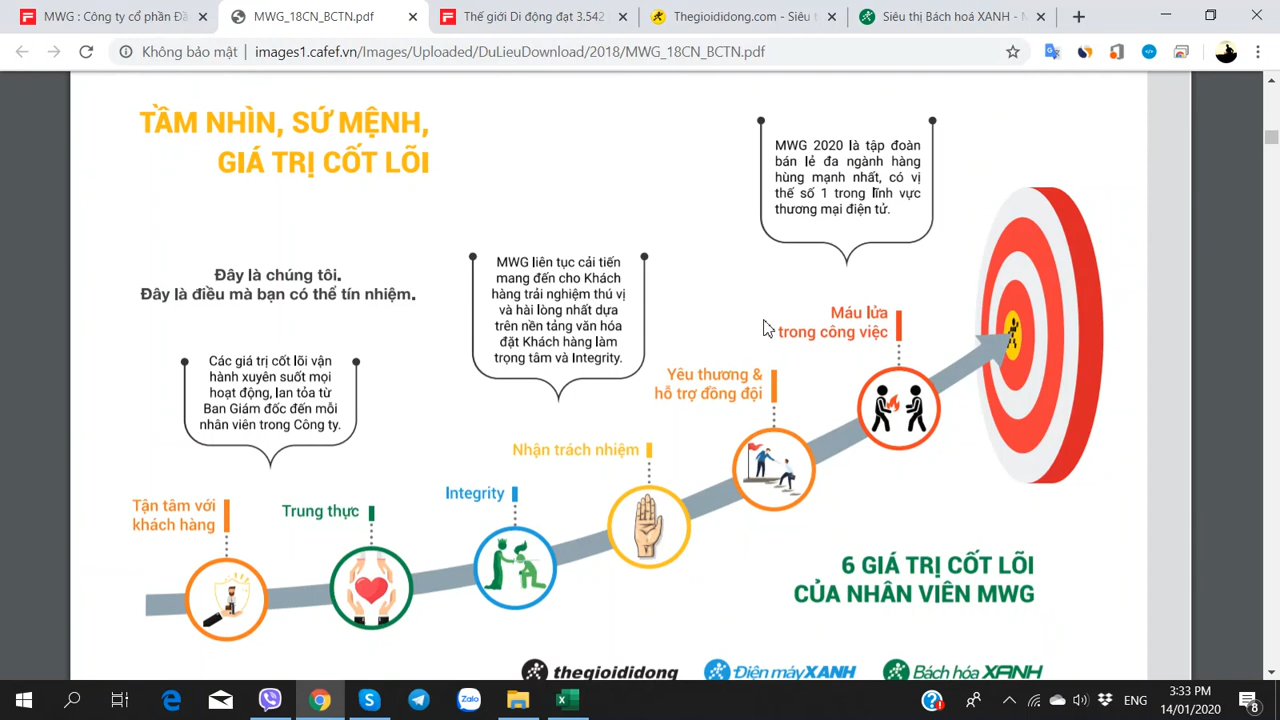 MWG : Công ty cổ phần Đầ
MWG_18CN_BCTN.pdf
Thế giới Di động đạt 3.542
Thegioididong.com - Siêu t
Siêu thị Bách hoá XANH - M
Không bảo mật
images1.cafef.vn/Images/Uploaded/DuLieuDownload/2018/MWG_18CN_BCTN.pdf
TẦM NHÌN, SỨ MỆNH,
GIÁ TRỊ CỐT LÕI
MWG 2020 là tập đoàn
bán lẻ đa ngành hàng
hùng mạnh nhất, có vị
thế số 1 trong lĩnh vực
thương mại điện tử.
Đây là chúng tôi.
Đây là điều mà bạn có thể tín nhiệm.
MWG liên tục cải tiến
mang đến cho Khách
hàng trải nghiệm thú vị
và hài lòng nhất dựa
trên nền tảng văn hóa
đặt Khách hàng làm
trọng tâm và Integrity.
Các giá trị cốt lõi vận
hành xuyên suốt mọi
hoạt động, lan tỏa từ
Ban Giám đốc đến mỗi
nhân viên trong Công ty.
Máu lửa
trong công việc
Yêu thương &
hỗ trợ đồng đội
Nhận trách nhiệm
Integrity
Trung thực
Tận tâm với
khách hàng
6 GIÁ TRỊ CỐT LÕI
CỦA NHÂN VIÊN MWG
thegioididong
Điện máy XANH
Bách hóa XANH
Zalo
ENG
3:33 PM
14/01/2020
8